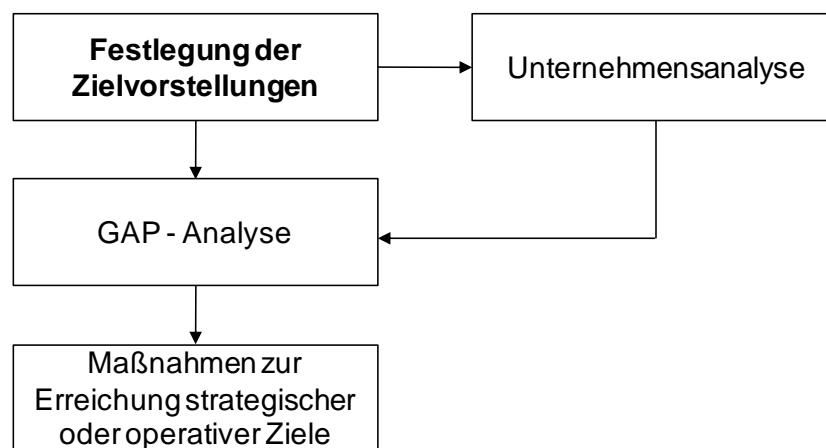 Festlegung der
Zielvorstellungen
Unternehmensanalyse
GAP - Analyse
Maßnahmen zur
Erreichung strategischer
oder operativer Ziele